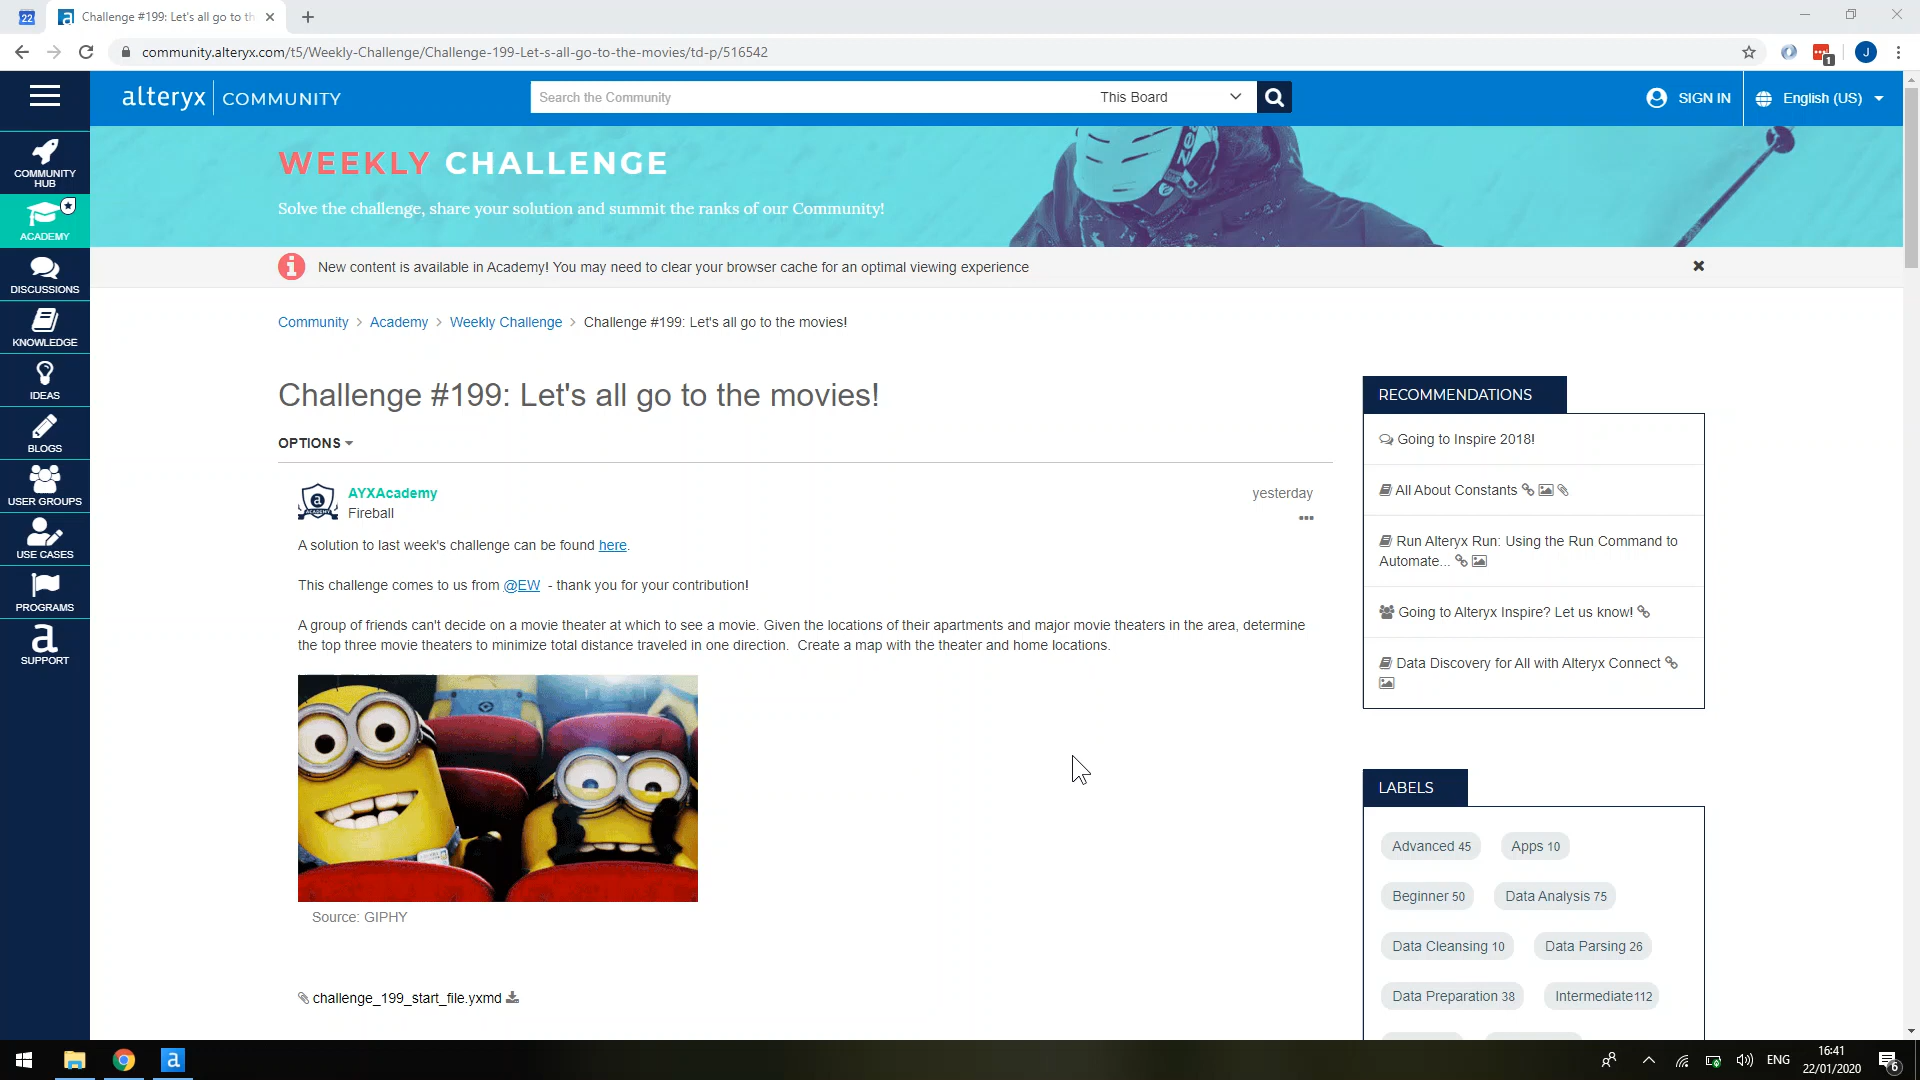 22
Challenge #199: Let's all go to th
community.alteryx.com/t5/Weekly-Challenge/Challenge-199-Let-s-all-go-to-the-movies/td-p/516542
1
J
alteryx COMMUNITY
Search the Community
This Board
SIGN IN
English (US)
COMMUNITY
HUB
ACADEMY
DISCUSSIONS
KNOWLEDGE
IDEAS
BLOGS
USER GROUPS
USE CASES
PROGRAMS
a
SUPPORT
WEEKLY CHALLENGE
Solve the challenge, share your solution and summit the ranks of our Community!
New content is available in Academy! You may need to clear your browser cache for an optimal viewing experience
Community > Academy > Weekly Challenge > Challenge #199: Let's all go to the movies!
Challenge #199: Let's all go to the movies!
OPTIONS
AYXAcademy
Fireball
yesterday
A solution to last week's challenge can be found here.
This challenge comes to us from @EW - thank you for your contribution!
A group of friends can't decide on a movie theater at which to see a movie. Given the locations of their apartments and major movie theaters in the area, determine
the top three movie theaters to minimize total distance traveled in one direction. Create a map with the theater and home locations.
Source: GIPHY
challenge_199_start_file.yxmd
RECOMMENDATIONS
Going to Inspire 2018!
All About Constants
Run Alteryx Run: Using the Run Command to
Automate...
Going to Alteryx Inspire? Let us know!
Data Discovery for All with Alteryx Connect
LABELS
Advanced 45
Apps 10
Beginner 50
Data Analysis 75
Data Cleansing 10
Data Parsing 26
Data Preparation 38
Intermediate 112
a
ENG
16:41
22/01/2020
6